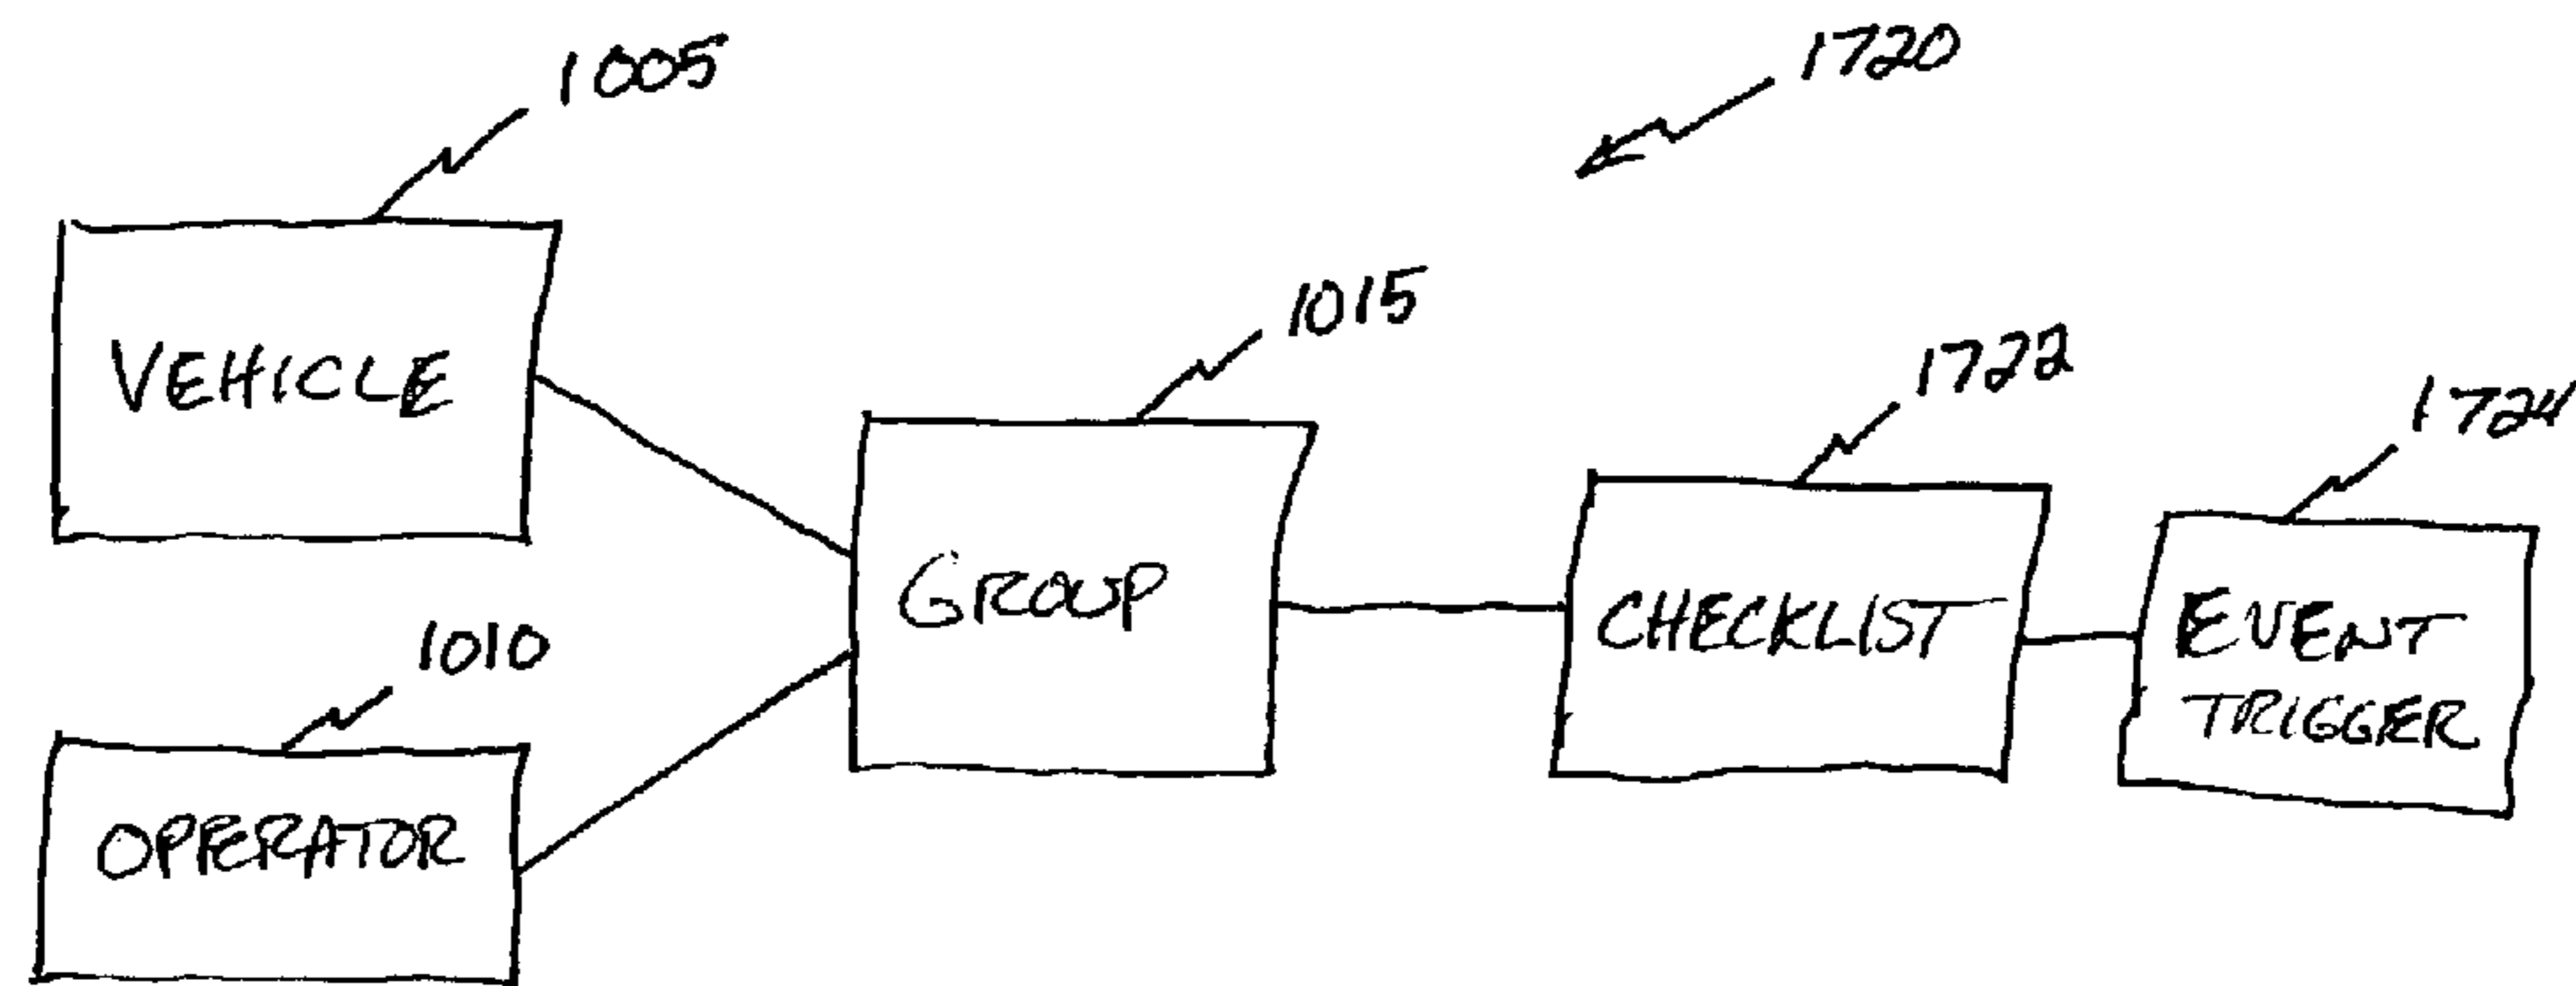 1005
1720
VEHICLE
1015
1722
1724
GROUP
CHECKLIST
EVENT
TRIGGER
1010
OPERATOR